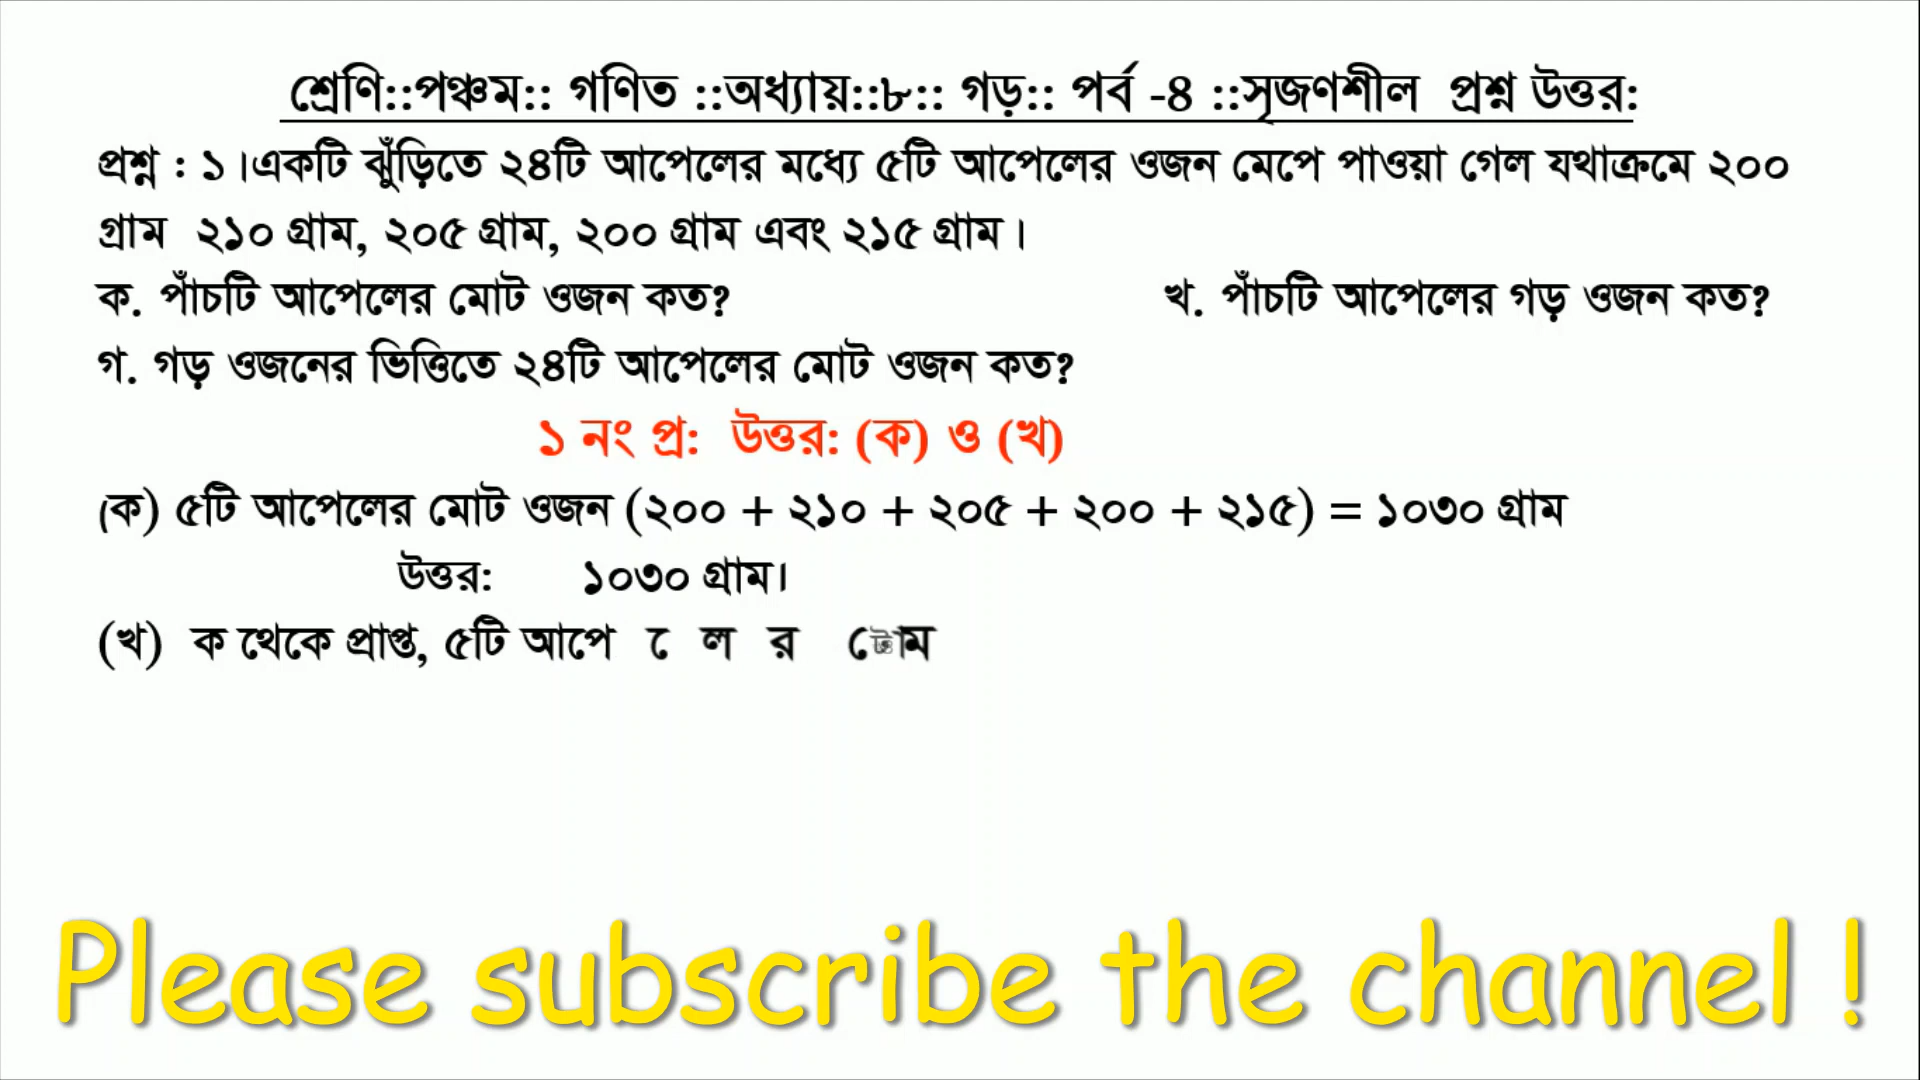 শ্রেণি::পঞ্চম:: গণিত ::অধ্যায়::৮:: গড়:: পর্ব -4 ::সৃজণশীল প্রশ্ন উত্তর:
প্রশ্ন : ১।একটি ঝুঁড়িতে ২৪টি আপেলের মধ্যে ৫টি আপেলের ওজন মেপে পাওয়া গেল যথাক্রমে ২০০
গ্রাম ২১০ গ্রাম, ২০৫ গ্রাম, ২০০ গ্রাম এবং ২১৫ গ্রাম।
ক. পাঁচটি আপেলের মোট ওজন কত? খ. পাঁচটি আপেলের গড় ওজন কত?
গ. গড় ওজনের ভিত্তিতে ২৪টি আপেলের মোট ওজন কত?
১ নং প্র: উত্তর: (ক) ও (খ)
(ক) ৫টি আপেলের মোট ওজন (২০০ + ২১০ + ২০৫ + ২০০ + ২১৫) = ১০৩০ গ্রাম
উত্তর: ১০৩০ গ্রাম।
(খ) ক থেকে প্রাপ্ত, ৫টি আপেলের
Please subscribe the channel !